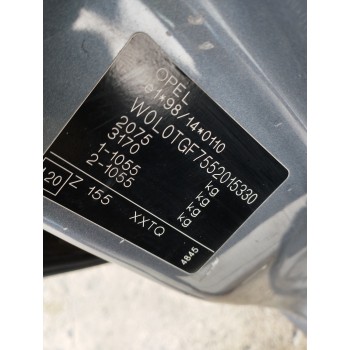 OPEL
e1*98/14*0110
W0L0TGF7552015330
2075 kg
3170 kg
1-1055 kg
2-1055 kg
20 Z 155 XXTQ
4845